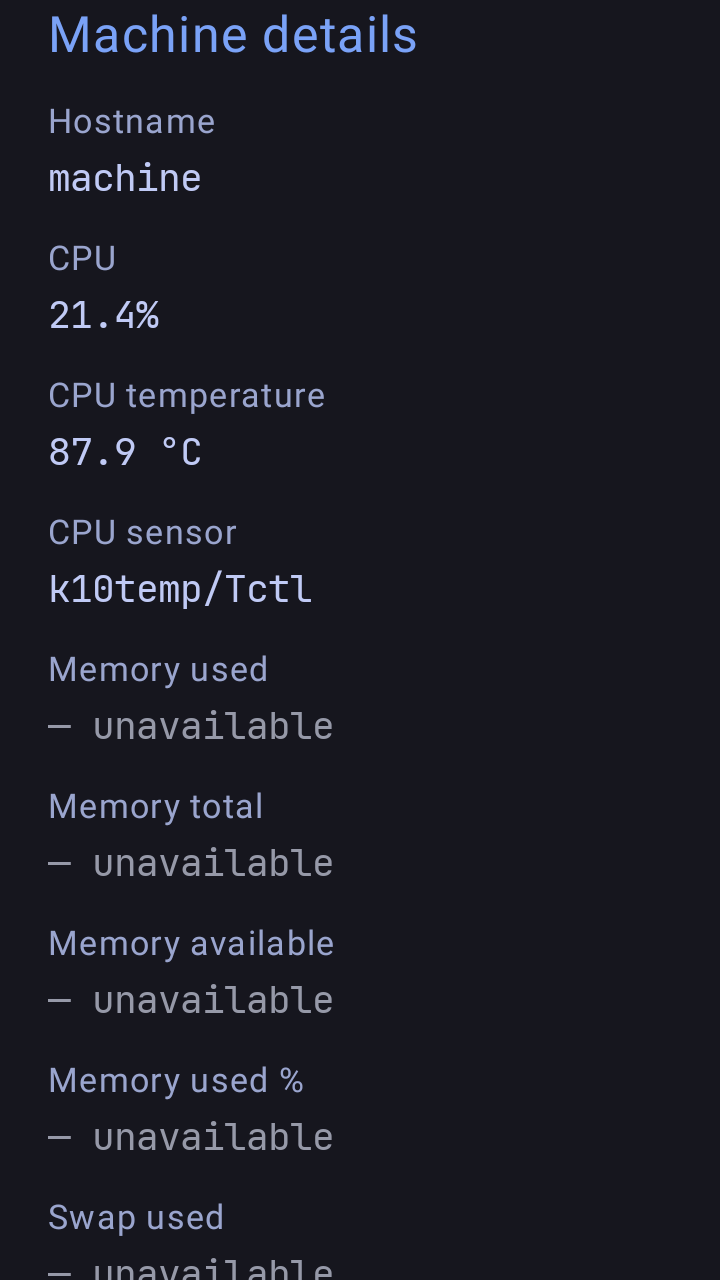 Machine details
Hostname
machine
CPU
21.4%
CPU temperature
87.9 °C
CPU sensor
k10temp/Tctl
Memory used
— unavailable
Memory total
— unavailable
Memory available
— unavailable
Memory used %
— unavailable
Swap used
— unavailable